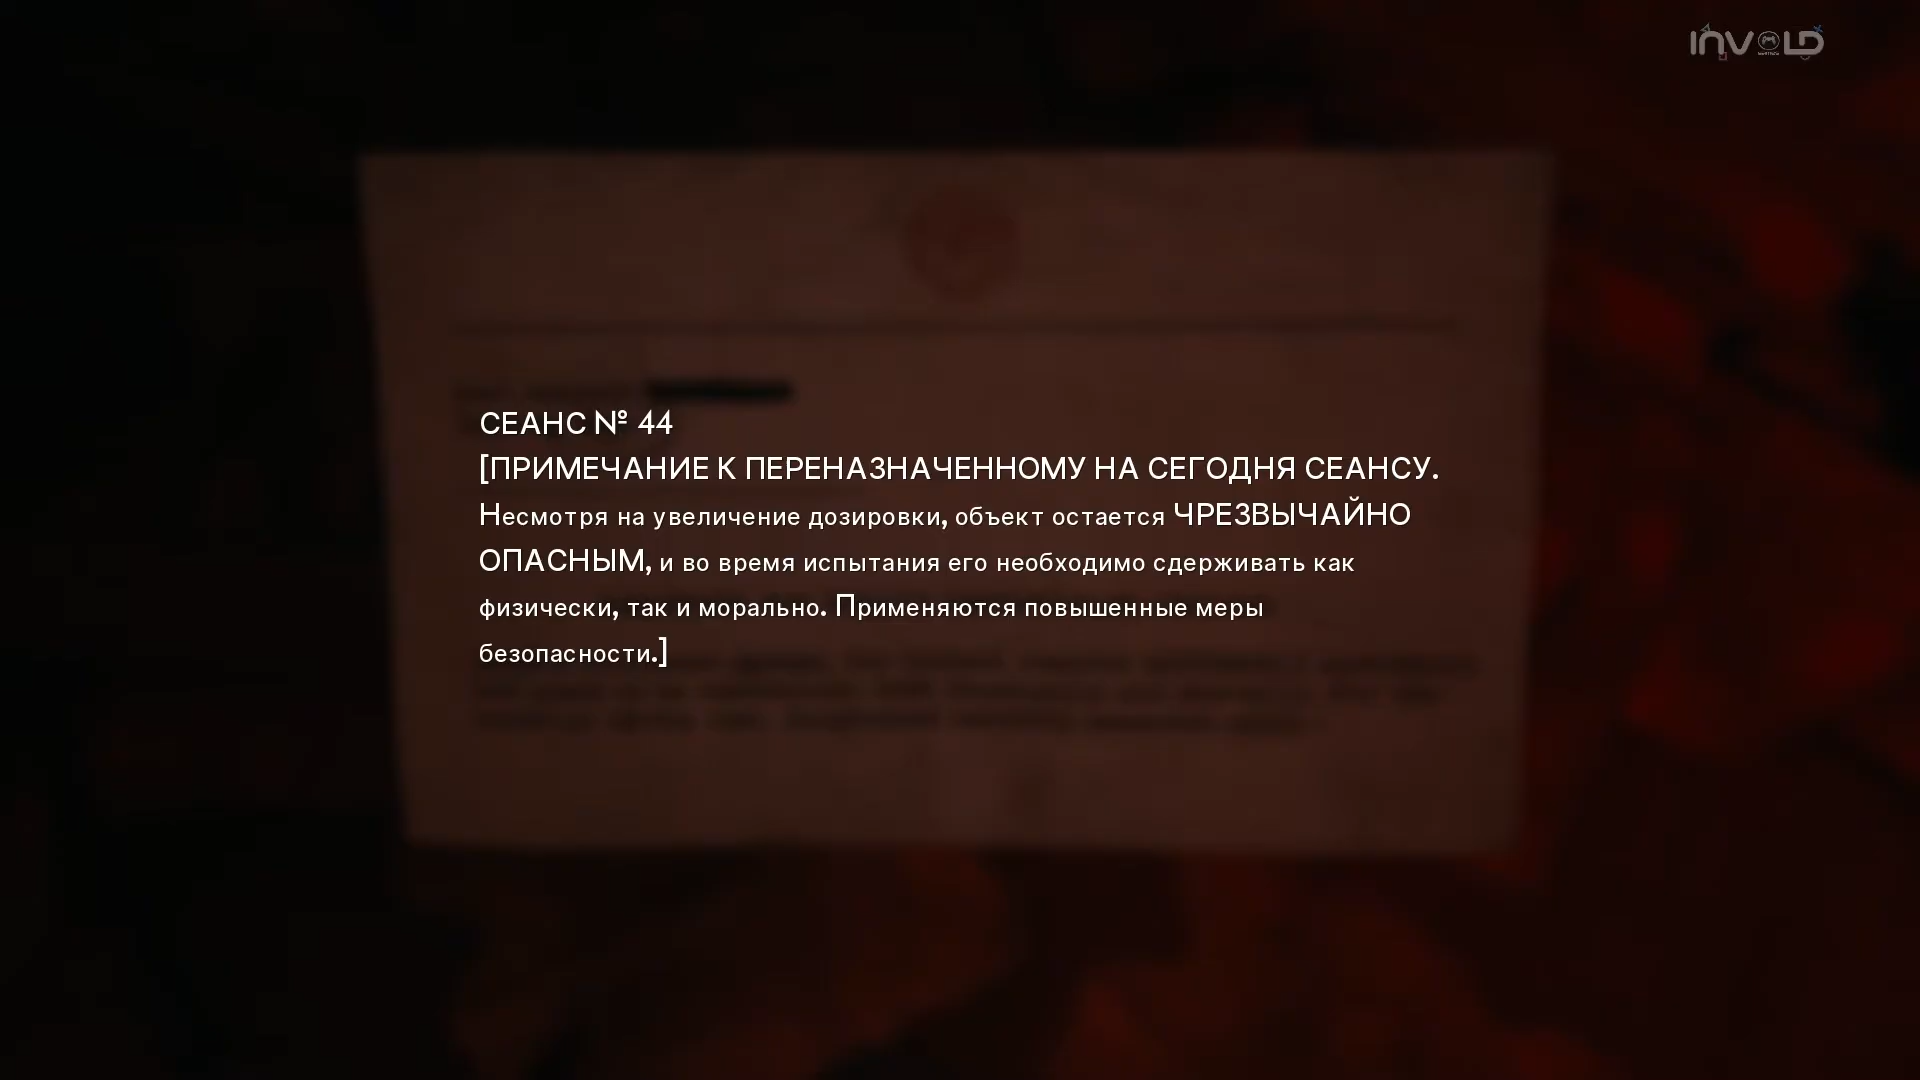 INVOLD
СЕАНС № 44
[ПРИМЕЧАНИЕ К ПЕРЕНАЗНАЧЕННОМУ НА СЕГОДНЯ СЕАНСУ.
Несмотря на увеличение дозировки, объект остается ЧРЕЗВЫЧАЙНО
ОПАСНЫМ, и во время испытания его необходимо сдерживать как
физически, так и морально. Применяются повышенные меры
безопасности.]